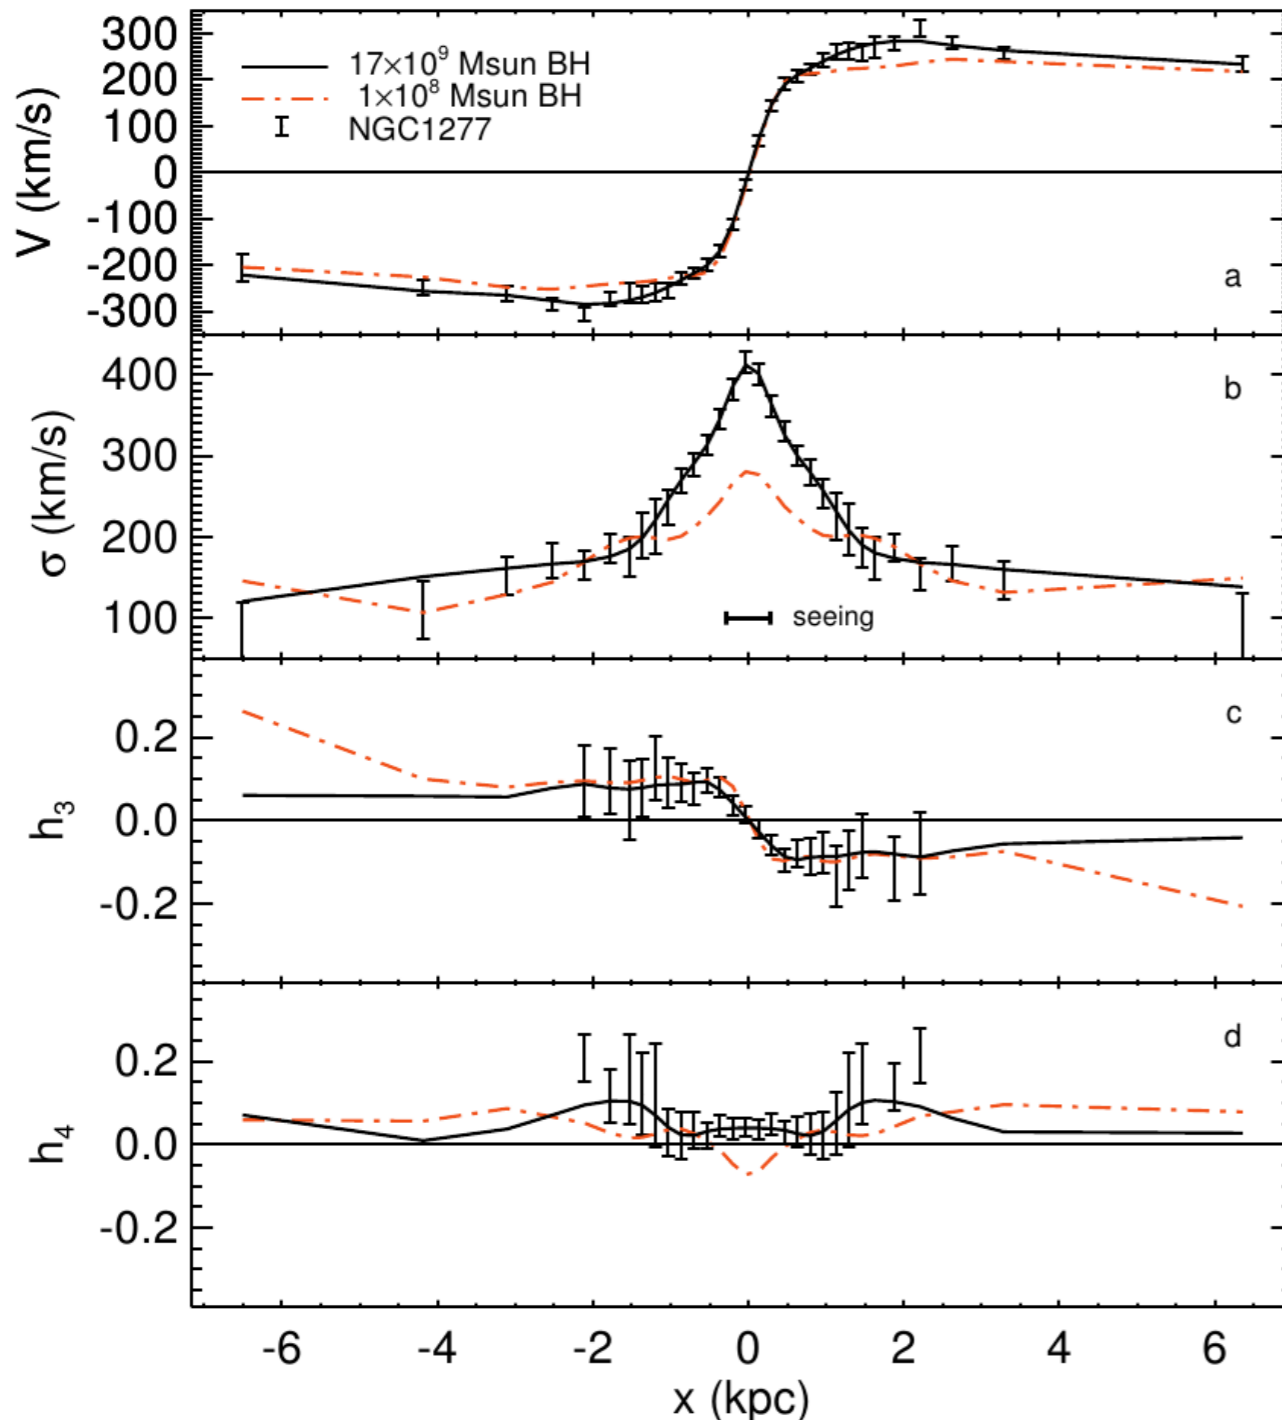 300
200
100
0
-100
-200
-300
V (km/s)
17×10⁹ Msun BH
1×10⁸ Msun BH
NGC1277
a
400
300
200
100
σ (km/s)
b
seeing
0.2
0.0
-0.2
h₃
c
0.2
0.0
-0.2
h₄
d
-6 -4 -2 0 2 4 6
x (kpc)